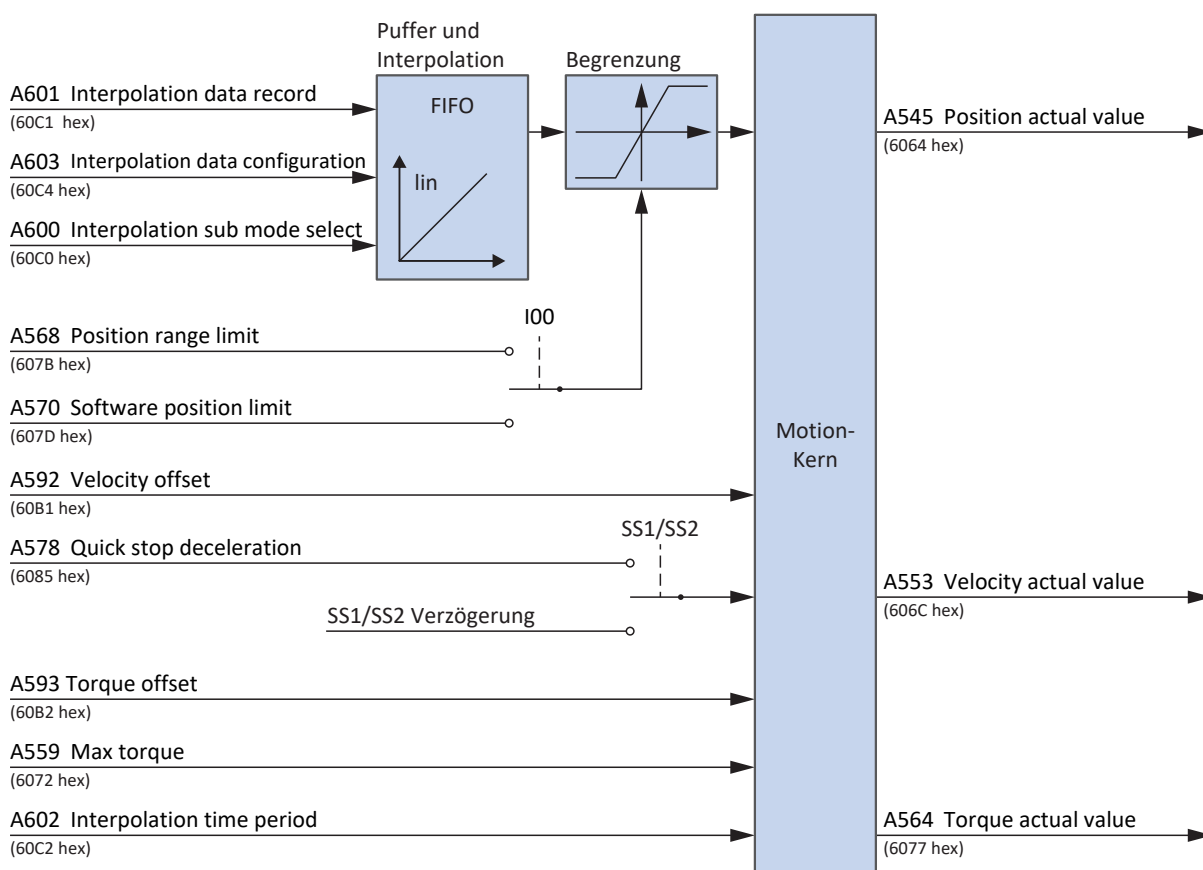 Puffer und
Interpolation
Begrenzung
A601 Interpolation data record
(60C1 hex)
FIFO
A545 Position actual value
(6064 hex)
A603 Interpolation data configuration
(60C4 hex)
lin
A600 Interpolation sub mode select
(60C0 hex)
I00
A568 Position range limit
(607B hex)
A570 Software position limit
(607D hex)
Motion-
Kern
A592 Velocity offset
(60B1 hex)
SS1/SS2
A578 Quick stop deceleration
(6085 hex)
A553 Velocity actual value
(606C hex)
SS1/SS2 Verzögerung
A593 Torque offset
(60B2 hex)
A559 Max torque
(6072 hex)
A602 Interpolation time period
(60C2 hex)
A564 Torque actual value
(6077 hex)